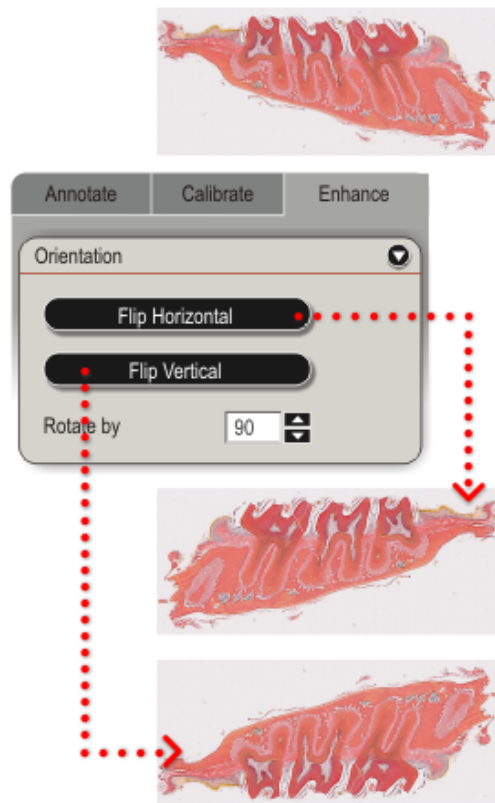 Annotate Calibrate Enhance
Orientation
Flip Horizontal
Flip Vertical
Rotate by 90